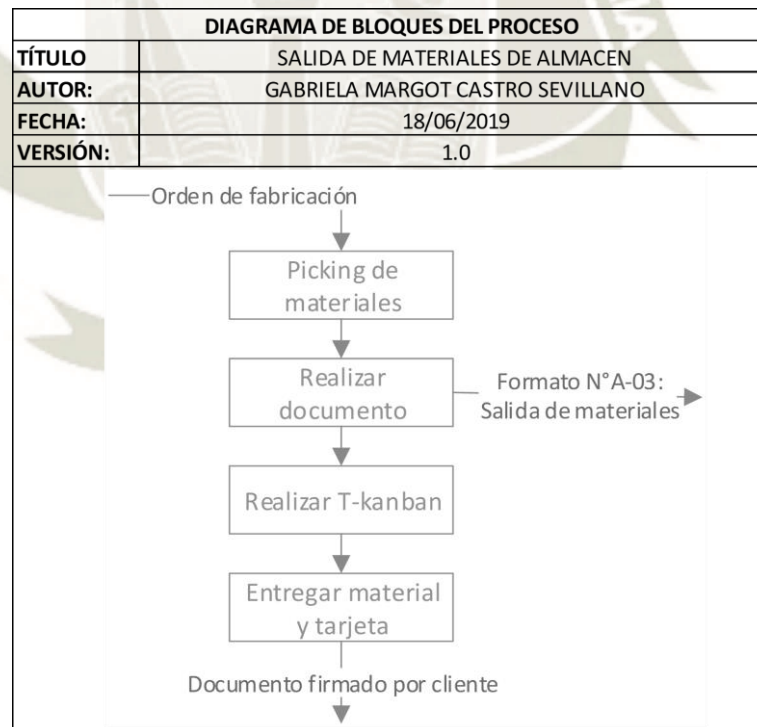 DIAGRAMA DE BLOQUES DEL PROCESO
TÍTULO SALIDA DE MATERIALES DE ALMACEN
AUTOR: GABRIELA MARGOT CASTRO SEVILLANO
FECHA: 18/06/2019
VERSIÓN: 1.0
Orden de fabricación
Picking de
materiales
Realizar
documento
Formato N°A-03:
Salida de materiales
Realizar T-kanban
Entregar material
y tarjeta
Documento firmado por cliente